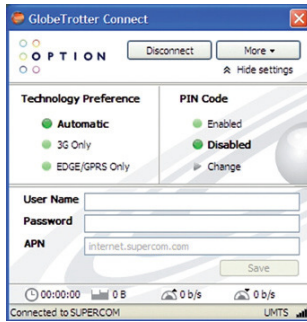 GlobeTrotter Connect
OPTION
Disconnect
More
Hide settings
Technology Preference
PIN Code
Automatic
Enabled
3G Only
Disabled
EDGE/GPRS Only
Change
User Name
Password
APN
internet.supercom.com
Save
00:00:00 0 B 0 b/s 0 b/s
Connected to SUPERCOM UMTS